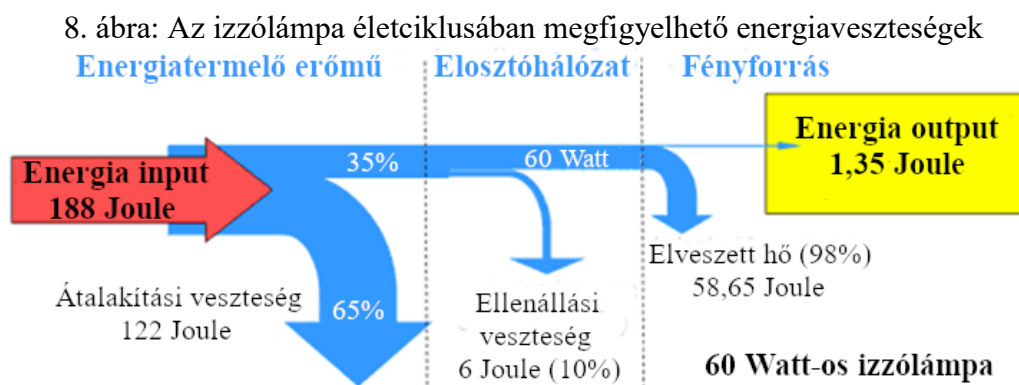 8. ábra: Az izzólámpa életciklusában megfigyelhető energiaveszteségek
Energiatermelő erőmű
Elosztóhálózat
Fényforrás
Energia input
188 Joule
35%
60 Watt
Energia output
1,35 Joule
Átalakítási veszteség
122 Joule
65%
Ellenállási
veszteség
6 Joule (10%)
Elveszett hő (98%)
58,65 Joule
60 Watt-os izzólámpa